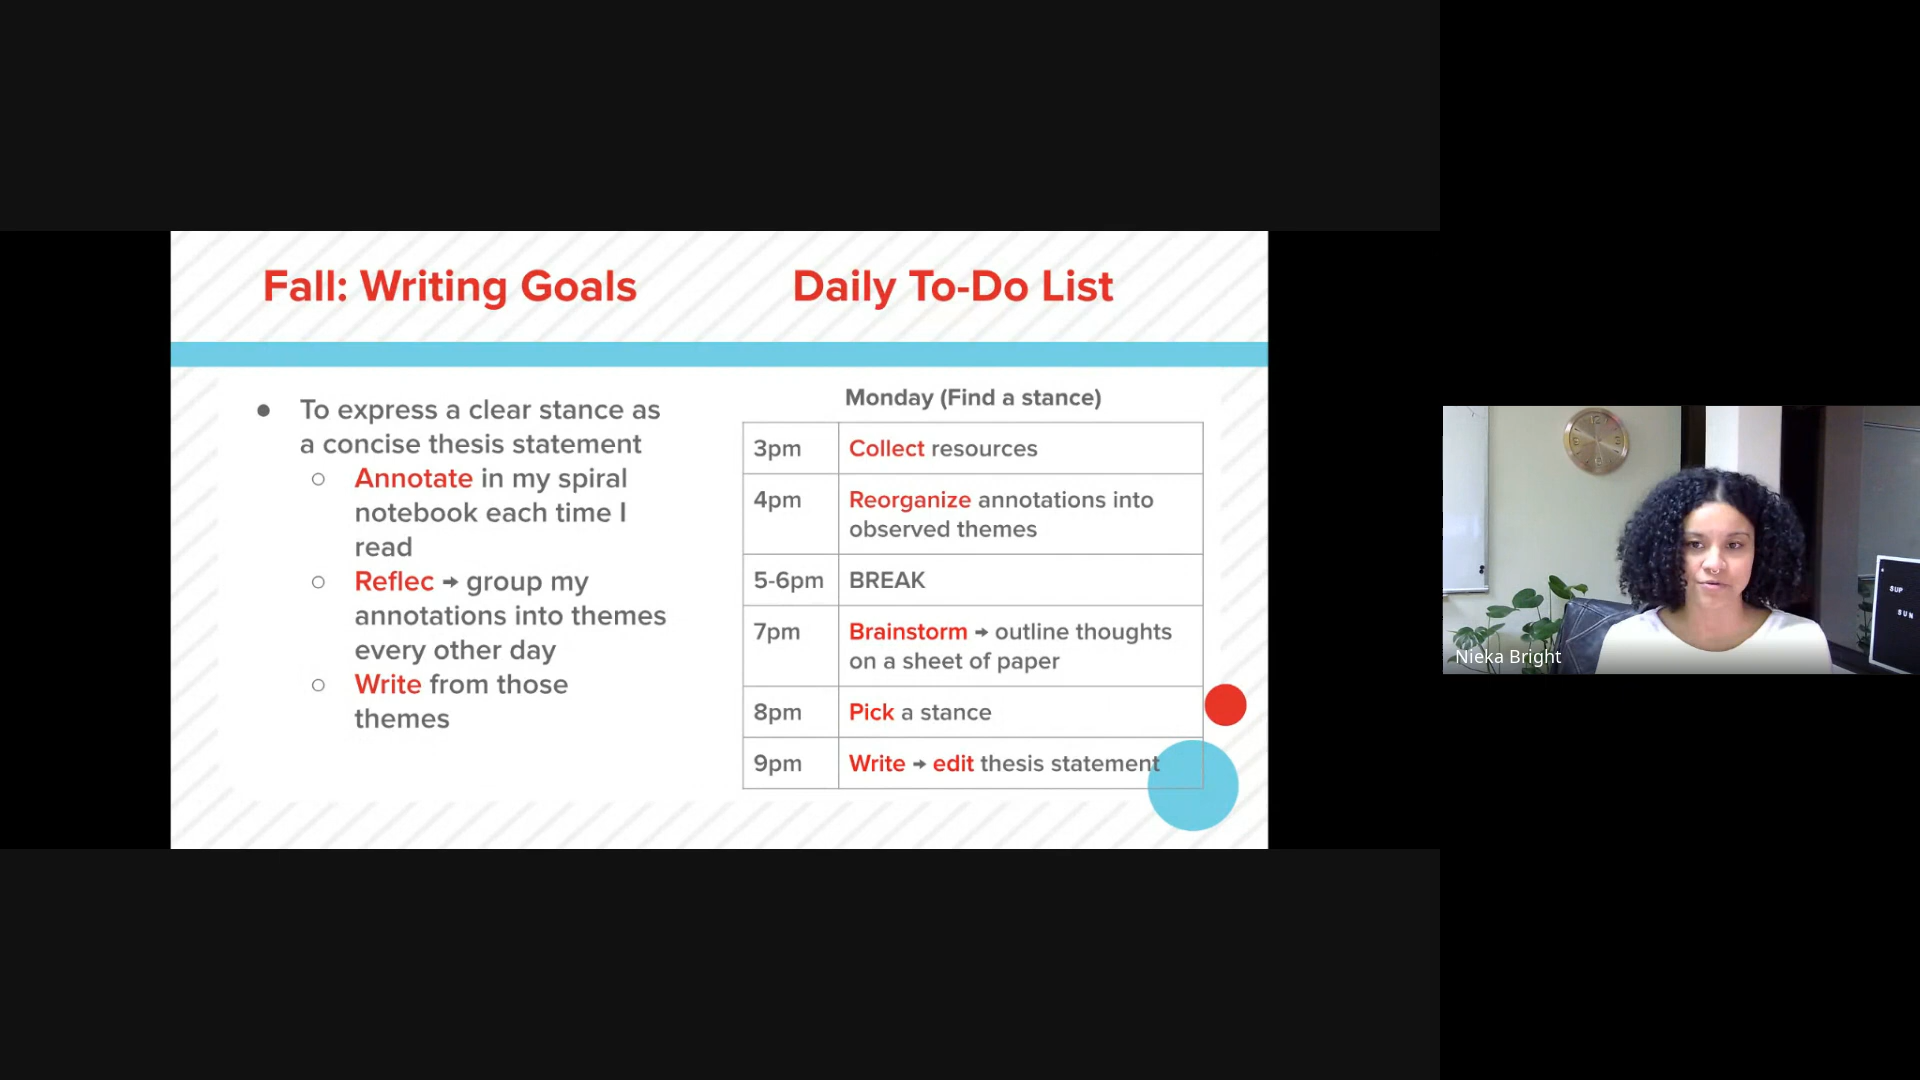 Fall: Writing Goals
Daily To-Do List
● To express a clear stance as
a concise thesis statement
○ Annotate in my spiral
notebook each time I
read
○ Reflec → group my
annotations into themes
every other day
○ Write from those
themes
Monday (Find a stance)
3pm Collect resources
4pm Reorganize annotations into
observed themes
5-6pm BREAK
7pm Brainstorm → outline thoughts
on a sheet of paper
8pm Pick a stance
9pm Write → edit thesis statement
Nieka Bright
SUP
SUN